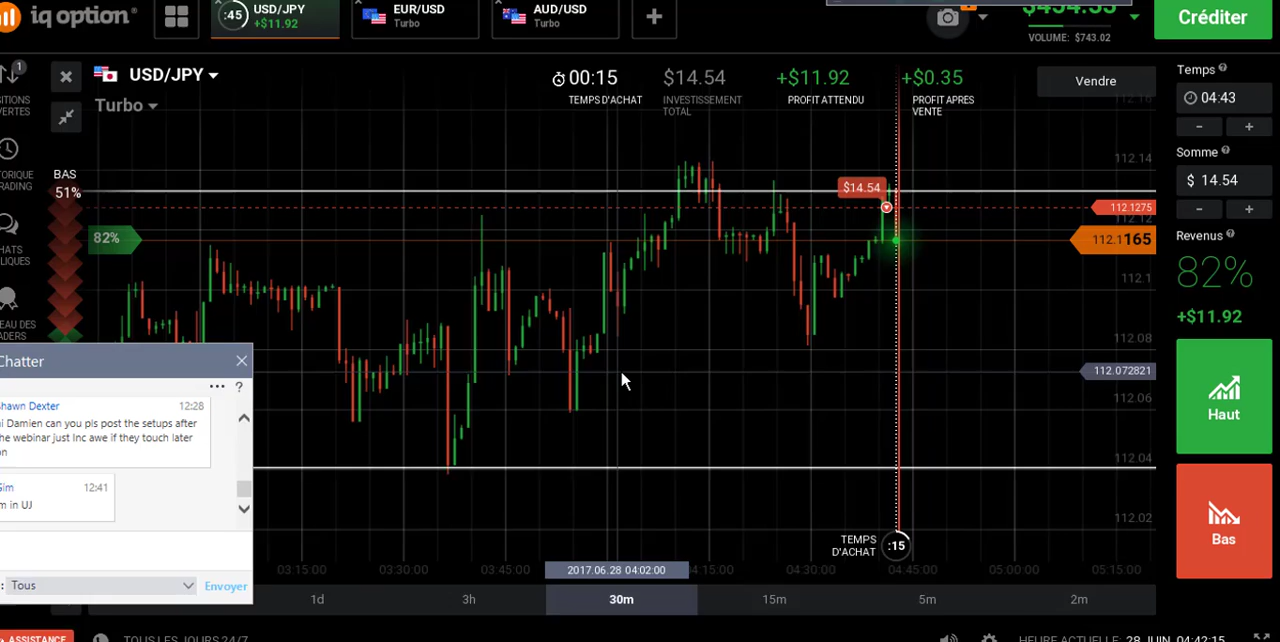 iq option
:45
USD/JPY
+$11.92
EUR/USD
Turbo
AUD/USD
Turbo
VOLUME: $743.02
Créditer
1
USD/JPY
Turbo
00:15
TEMPS D'ACHAT
$14.54
INVESTISSEMENT
TOTAL
+$11.92
PROFIT ATTENDU
+$0.35
PROFIT APRES
VENTE
Vendre
112.14
112.1275
112.12
112.1165
112.1
112.08
112.072821
112.06
112.04
112.02
BAS
51%
82%
$14.54
Temps
04:43
-
+
Somme
$ 14.54
-
+
Revenus
82%
+$11.92
Haut
Bas
Chatter
... ?
Shawn Dexter 12:28
i Damien can you pls post the setups after
he webinar just Inc awe if they touch later
on
Gim 12:41
m in UJ
: Tous
Envoyer
TEMPS
D'ACHAT
:15
03:15:00
03:30:00
03:45:00
2017.06.28 04:02:00
04:15:00
04:30:00
04:45:00
05:00:00
05:15:00
1d
3h
30m
15m
5m
2m
ASSISTANCE
TOUS LES JOURS 24/7
HEURE ACTUELLE: 28 JUIN, 04:42:15